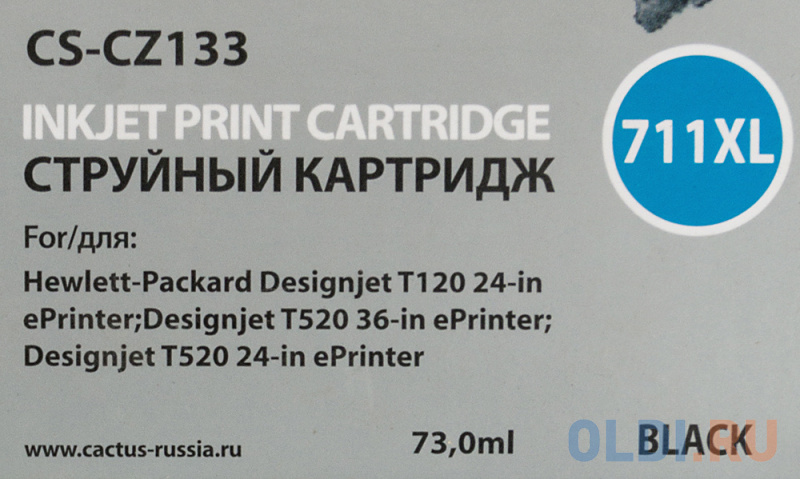 CS-CZ133
INKJET PRINT CARTRIDGE
711XL
СТРУЙНЫЙ КАРТРИДЖ
For/для:
Hewlett-Packard Designjet T120 24-in
ePrinter;Designjet T520 36-in ePrinter;
Designjet T520 24-in ePrinter
www.cactus-russia.ru
73,0ml
BLACK
OLDI.RU